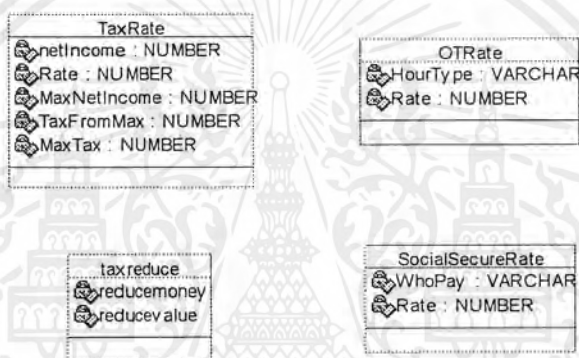 TaxRate
netIncome : NUMBER
Rate : NUMBER
MaxNetIncome : NUMBER
TaxFromMax : NUMBER
MaxTax : NUMBER
OTRate
HourType : VARCHAR
Rate : NUMBER
taxreduce
reducemoney
reducevalue
SocialSecureRate
WhoPay : VARCHAR
Rate : NUMBER